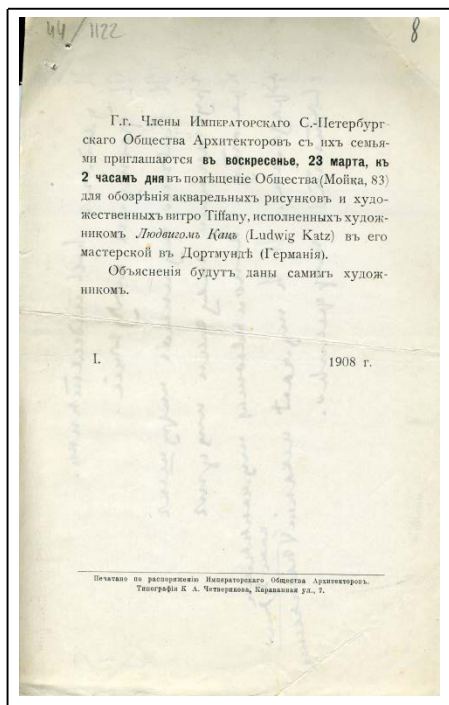 44/1122
8
Г.г. Члены Императорскаго С.-Петербург-
скаго Общества Архитекторовъ съ ихъ семья-
ми приглашаются въ воскресенье, 23 марта, къ
2 часамъ дня въ помѣщеніе Общества (Мойка, 83)
для обозрѣнія акварельныхъ рисунковъ и худо-
жественныхъ витро Tiffany, исполненныхъ худож-
никомъ Людвигомъ Кацъ (Ludwig Katz) въ его
мастерской въ Дортмундѣ (Германія).
Объясненія будутъ даны самимъ худож-
никомъ.
I. 1908 г.
Печатано по распоряженію Императорскаго Общества Архитекторовъ.
Типографія К А. Четверикова, Караванная ул., 7.